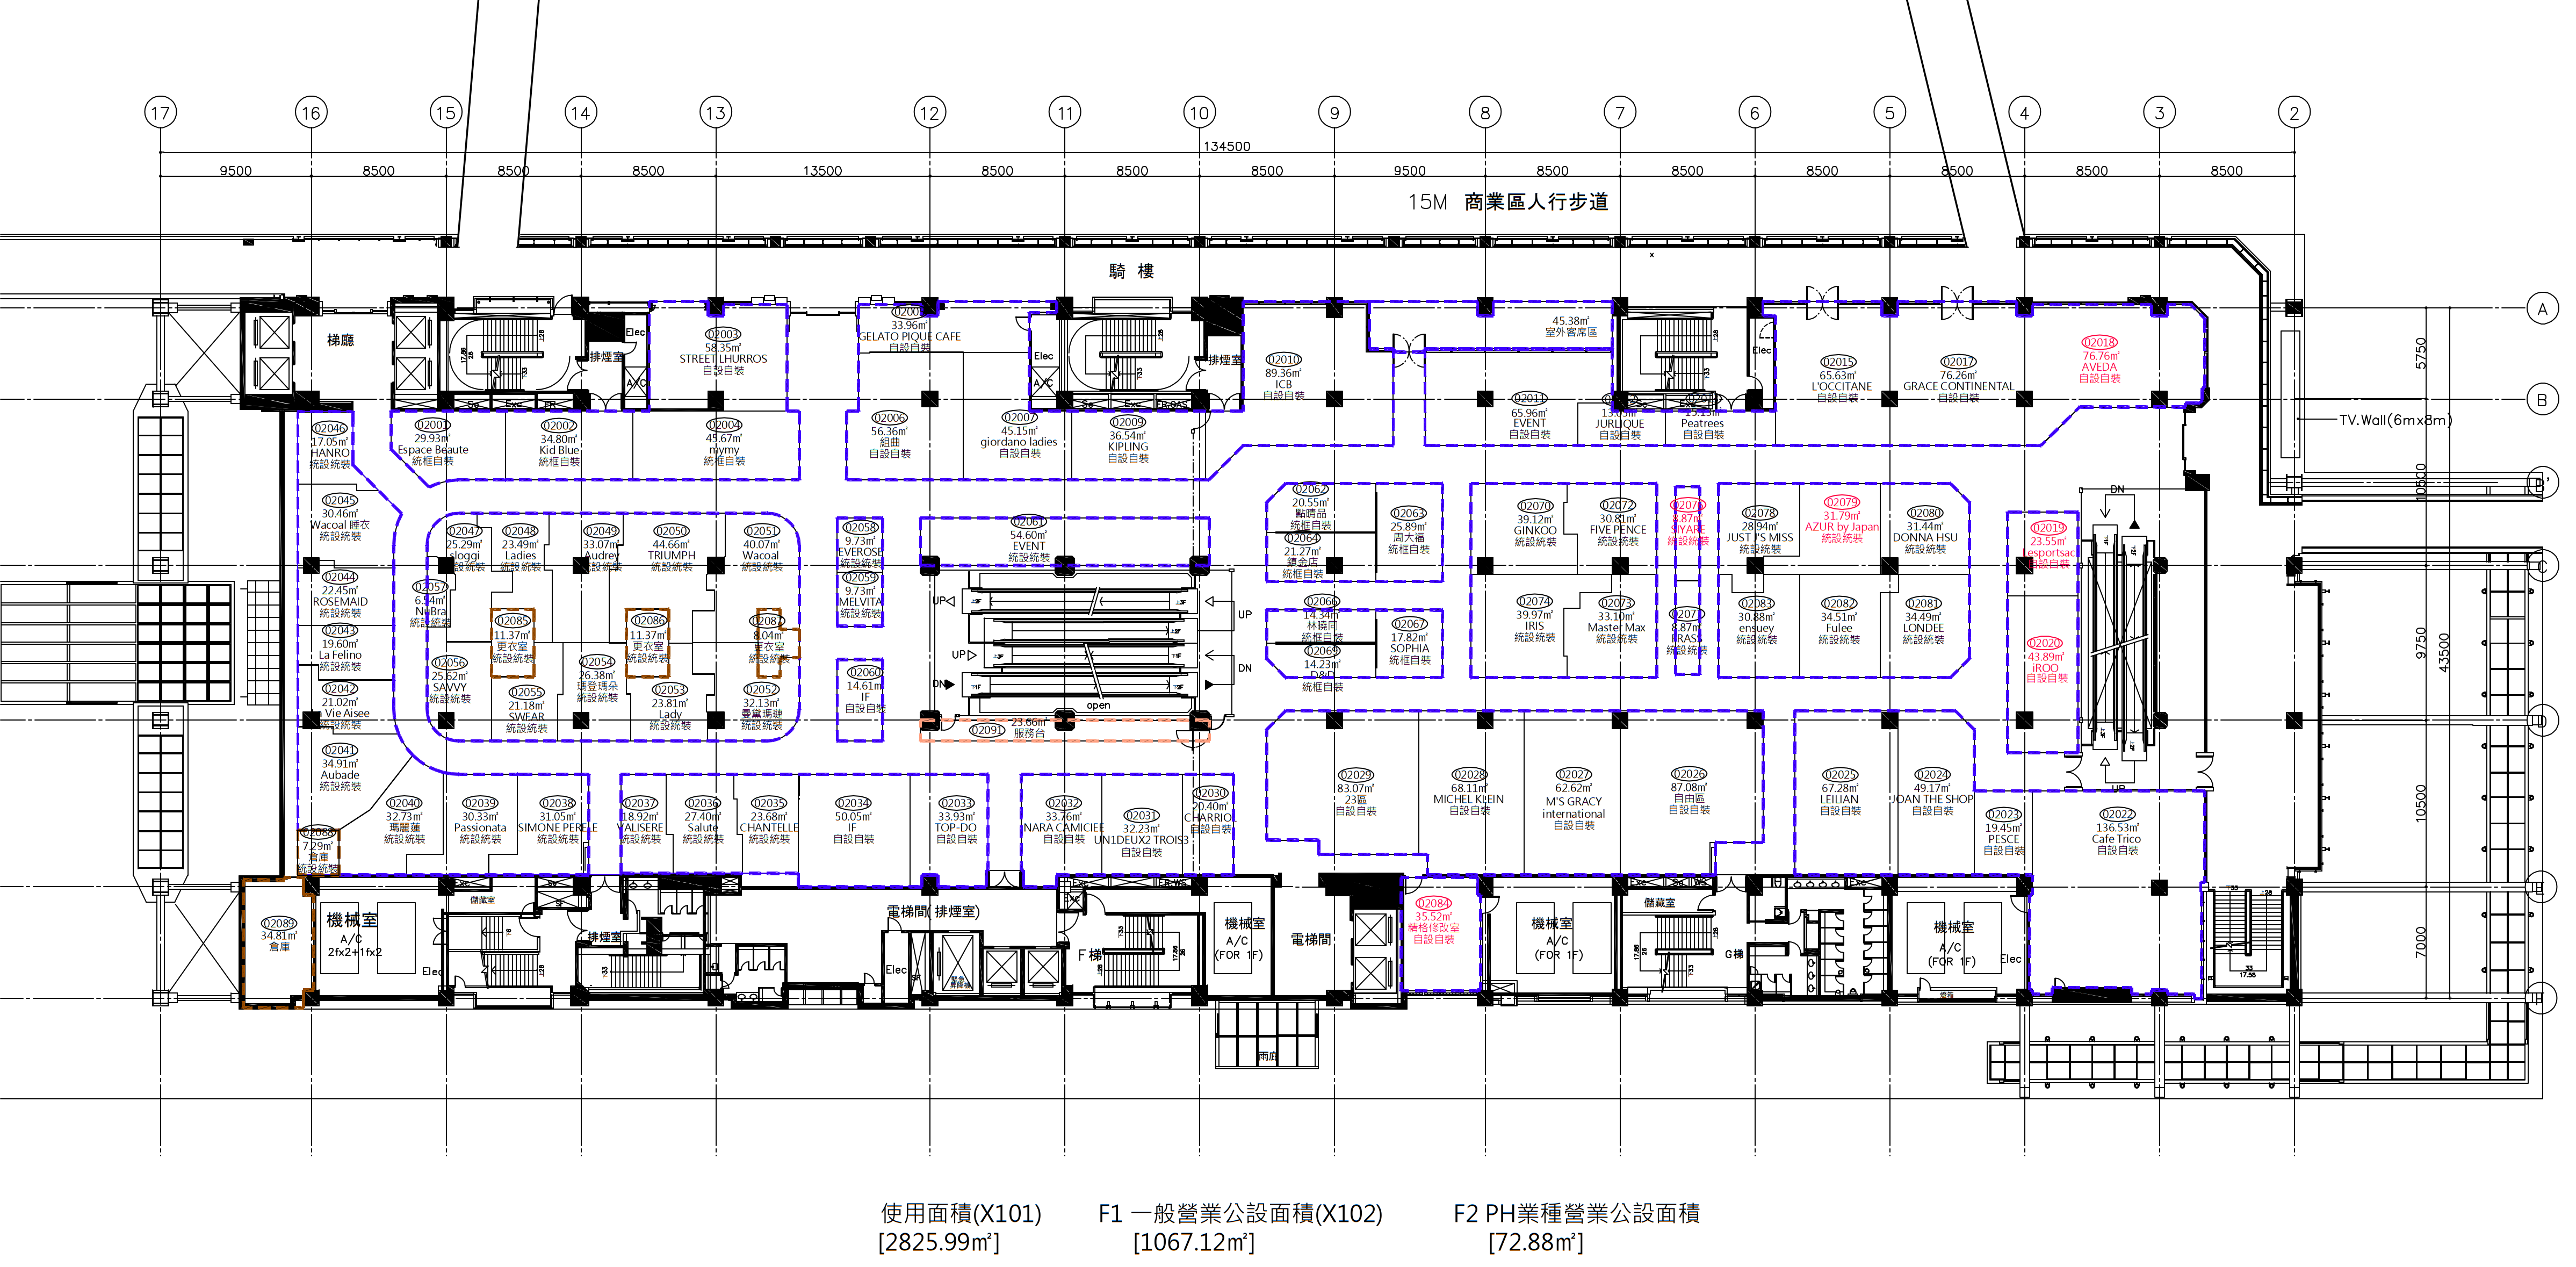 17 16 15 14 13 12 11 10 9 8 7 6 5 4 3 2
134500
9500 8500 8500 8500 13500 8500 8500 8500 9500 8500 8500 8500 8500 8500 8500
15M 商業區人行步道
騎 樓
A
B
B'
C
D
E
5750
10500
9750
43500
10500
7000
TV.Wall(6mx8m)
梯廳
排煙室
Elec
A/C
02003
58.35㎡
STREET LHURROS
自設自裝
33.96㎡
GELATO PIQUE CAFE
自設自裝
Elec
A/C
排煙室
02010
89.36㎡
ICB
自設自裝
45.38㎡
室外客席區
Elec
02015
65.63㎡
L'OCCITANE
自設自裝
02017
76.26㎡
GRACE CONTINENTAL
自設自裝
02018
76.76㎡
AVEDA
自設自裝
02046
17.05㎡
HANRO
統設統裝
02001
29.93㎡
Espace Beaute
統框自裝
02002
34.80㎡
Kid Blue
統框自裝
02004
45.67㎡
mymy
統框自裝
02006
56.36㎡
組曲
自設自裝
02007
45.15㎡
giordano ladies
自設自裝
02009
36.54㎡
KIPLING
自設自裝
02011
65.96㎡
EVENT
自設自裝
JURLIQUE
自設自裝
Peatrees
自設自裝
02045
30.46㎡
Wacoal 睡衣
統設統裝
02044
22.45㎡
ROSEMAID
統設統裝
02043
19.60㎡
La Felino
統設統裝
02042
21.02㎡
Vie Aisee
統設統裝
02041
34.91㎡
Aubade
統設統裝
02047
25.29㎡
sloggi
統設統裝
02048
23.49㎡
Ladies
統設統裝
02049
33.07㎡
Audrey
統設統裝
02050
44.66㎡
TRIUMPH
統設統裝
02051
40.07㎡
Wacoal
統設統裝
02057
6.94㎡
NuBra
統設統裝
02085
11.37㎡
更衣室
統設統裝
02086
11.37㎡
更衣室
統設統裝
02087
8.04㎡
更衣室
統設統裝
02056
25.62㎡
SAVVY
統設統裝
02055
21.18㎡
SWEAR
統設統裝
02054
26.38㎡
瑪登瑪朵
統設統裝
02053
23.81㎡
Lady
統設統裝
02052
32.13㎡
曼黛瑪璉
統設統裝
02058
9.73㎡
EVEROSE
統設統裝
02059
9.73㎡
MELVITA
統設統裝
02060
14.61㎡
IF
自設自裝
02061
54.60㎡
EVENT
統設統裝
UP
UP
DN
UP
DN
open
02091
23.66㎡
服務台
02062
20.55㎡
點睛品
統框自裝
02063
25.89㎡
周大福
統框自裝
02064
21.27㎡
鎮金店
統框自裝
02066
14.34㎡
林曉同
統框自裝
02067
17.82㎡
SOPHIA
統框自裝
02069
14.23㎡
D&D
統框自裝
02070
39.12㎡
GINKOO
統設統裝
02072
30.81㎡
FIVE PENCE
統設統裝
02074
39.97㎡
IRIS
統設統裝
02073
33.10㎡
Master Max
統設統裝
02076
8.87㎡
SIYARE
統設統裝
02077
8.87㎡
BRASS
統設統裝
02078
28.94㎡
JUST J'S MISS
統設統裝
02079
31.79㎡
AZUR by Japan
統設統裝
02080
31.44㎡
DONNA HSU
統設統裝
02083
30.88㎡
ensuey
統設統裝
02082
34.51㎡
Fulee
統設統裝
02081
34.49㎡
LONDEE
統設統裝
02019
23.55㎡
Lesportsac
自設自裝
02020
43.89㎡
iROO
自設自裝
DN
UP
02040
32.73㎡
瑪麗蓮
統設統裝
02039
30.33㎡
Passionata
統設統裝
02038
31.05㎡
SIMONE PERELE
統設統裝
02037
18.92㎡
VALISERE
統設統裝
02036
27.40㎡
Salute
統設統裝
02035
23.68㎡
CHANTELLE
統設統裝
02034
50.05㎡
IF
自設自裝
02033
33.93㎡
TOP-DO
自設自裝
02032
33.76㎡
NARA CAMICIEE
自設自裝
02031
32.23㎡
UN1DEUX2 TROIS3
自設自裝
02030
20.40㎡
CHARRIOL
自設自裝
02029
83.07㎡
23區
自設自裝
02028
68.11㎡
MICHEL KLEIN
自設自裝
02027
62.62㎡
M'S GRACY
international
自設自裝
02026
87.08㎡
自由區
自設自裝
02025
67.28㎡
LEILIAN
自設自裝
02024
49.17㎡
JOAN THE SHOP
自設自裝
02023
19.45㎡
PESCE
自設自裝
02022
136.53㎡
Cafe Trico
自設自裝
02088
7.29㎡
倉庫
統設統裝
02089
34.81㎡
倉庫
機械室
A/C
2fx2+1fx2
Elec
儲藏室
排煙室
電梯間(排煙室)
Elec
F梯
機械室
A/C
(FOR 1F)
電梯間
02084
35.52㎡
精格修改室
自設自裝
機械室
A/C
(FOR 1F)
儲藏室
G梯
機械室
A/C
(FOR 1F)
Elec
雨庇
使用面積(X101) F1 一般營業公設面積(X102) F2 PH業種營業公設面積
[2825.99㎡] [1067.12㎡] [72.88㎡]